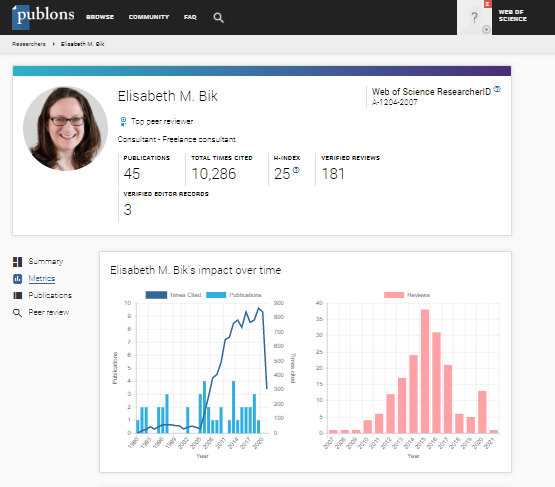 publons BROWSE COMMUNITY FAQ
WEB OF
SCIENCE
Researchers Elisabeth M. Bik
Elisabeth M. Bik
Web of Science ResearcherID
A-1204-2007
Top peer reviewer
Consultant - Freelance consultant
PUBLICATIONS TOTAL TIMES CITED H-INDEX VERIFIED REVIEWS
45 10,286 25 181
VERIFIED EDITOR RECORDS
3
Summary
Metrics
Publications
Peer review
Elisabeth M. Bik's impact over time
Times Cited Publications
10
9
8
7
6
5
4
3
2
1
0
Publications
900
800
700
600
500
400
300
200
100
0
Times cited
1990 1993 1996 1999 2002 2005 2008 2011 2014 2017 2020
Year
Reviews
40
35
30
25
20
15
10
5
0
2007 2008 2009 2010 2011 2012 2013 2014 2015 2016 2017 2018 2019 2020 2021
Year